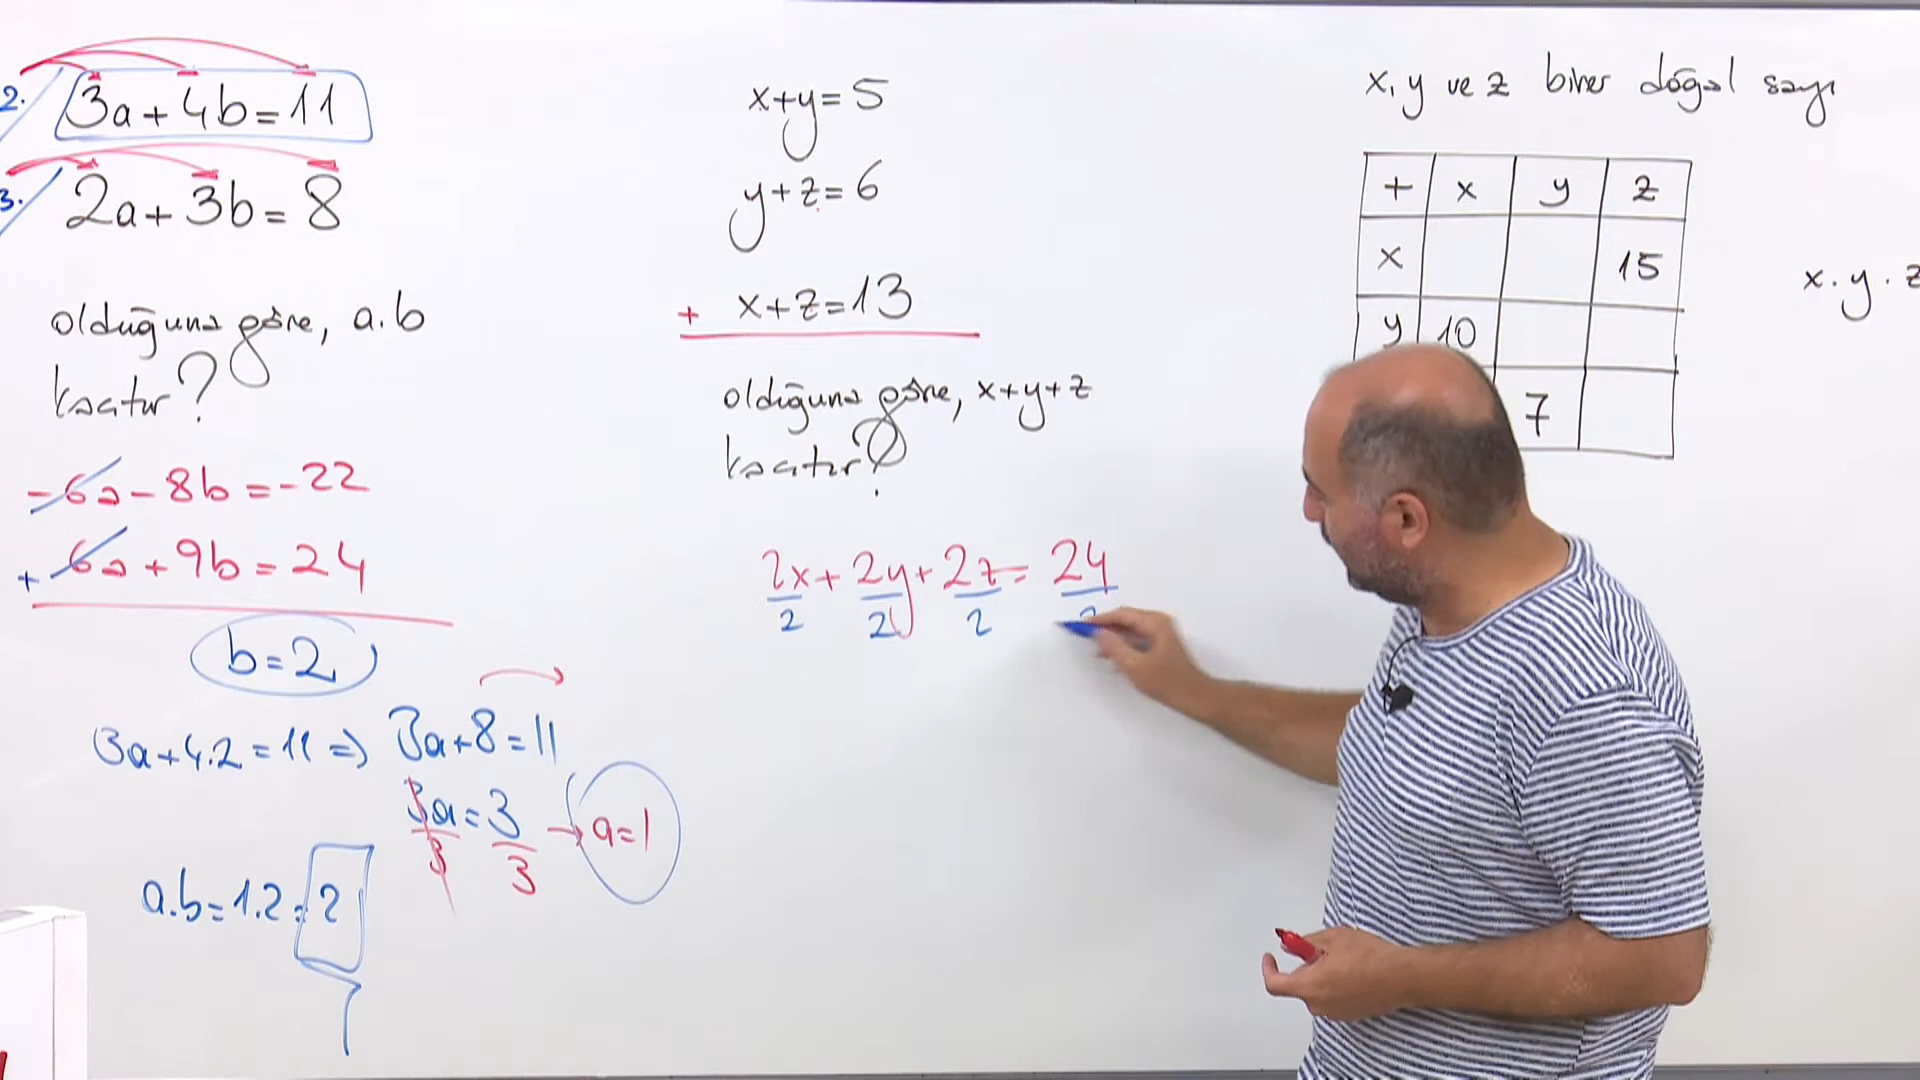 2. 3a+4b=11
3. 2a+3b=8
olduğuna göre, a.b
kaçtır?
-6a-8b=-22
+ 6a+9b=24
b=2
3a+4.2=11 => 3a+8=11
3a=3 → a=1
3 3
a.b=1.2=2
x+y=5
y+z=6
+ x+z=13
olduğuna göre, x+y+z
kaçtır?
2x+2y+2z=24
2 2 2
x, y ve z birer doğal sayı
+ x y z
x 15
y 10
7
x.y.z